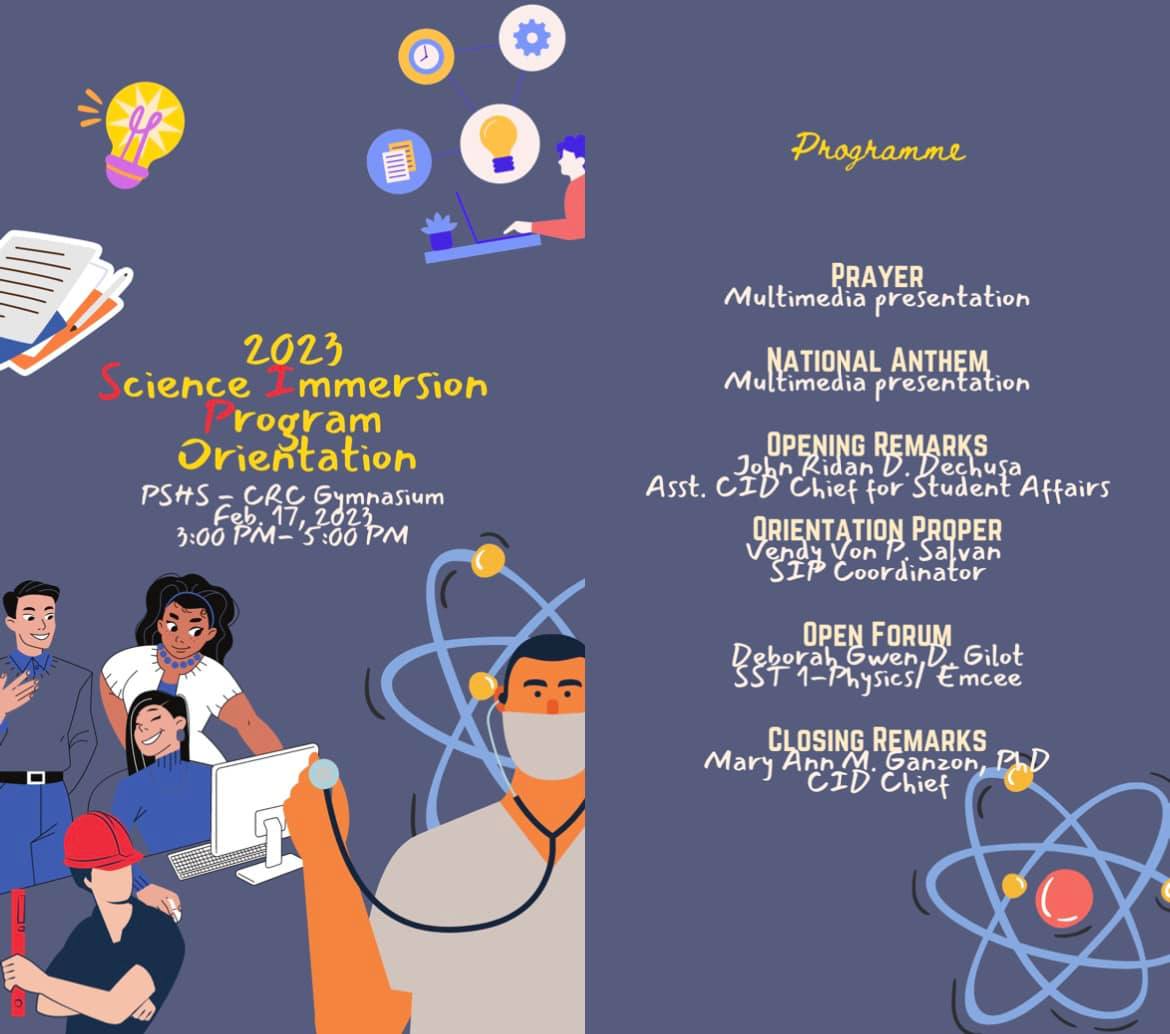 2023
Science Immersion
Program
Orientation
PSHS - CRC Gymnasium
Feb. 17, 2023
3:00 PM- 5:00 PM
Programme
PRAYER
Multimedia presentation
NATIONAL ANTHEM
Multimedia presentation
OPENING REMARKS
John Ridan D. Dechusa
Asst. CID Chief for Student Affairs
ORIENTATION PROPER
Vendy Von P. Salvan
SIP Coordinator
OPEN FORUM
Deborah Gwen D. Gilot
SST 1-Physics/ Emcee
CLOSING REMARKS
Mary Ann M. Ganzon, PhD
CID Chief